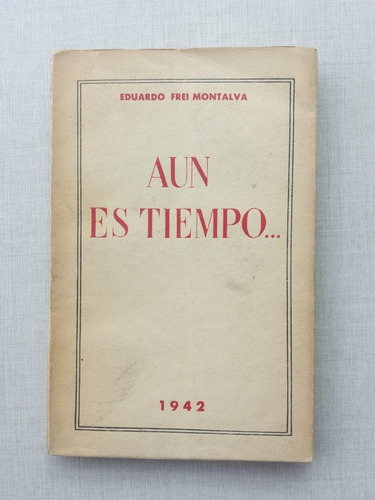 EDUARDO FREI MONTALVA
AUN
ES TIEMPO...
1942